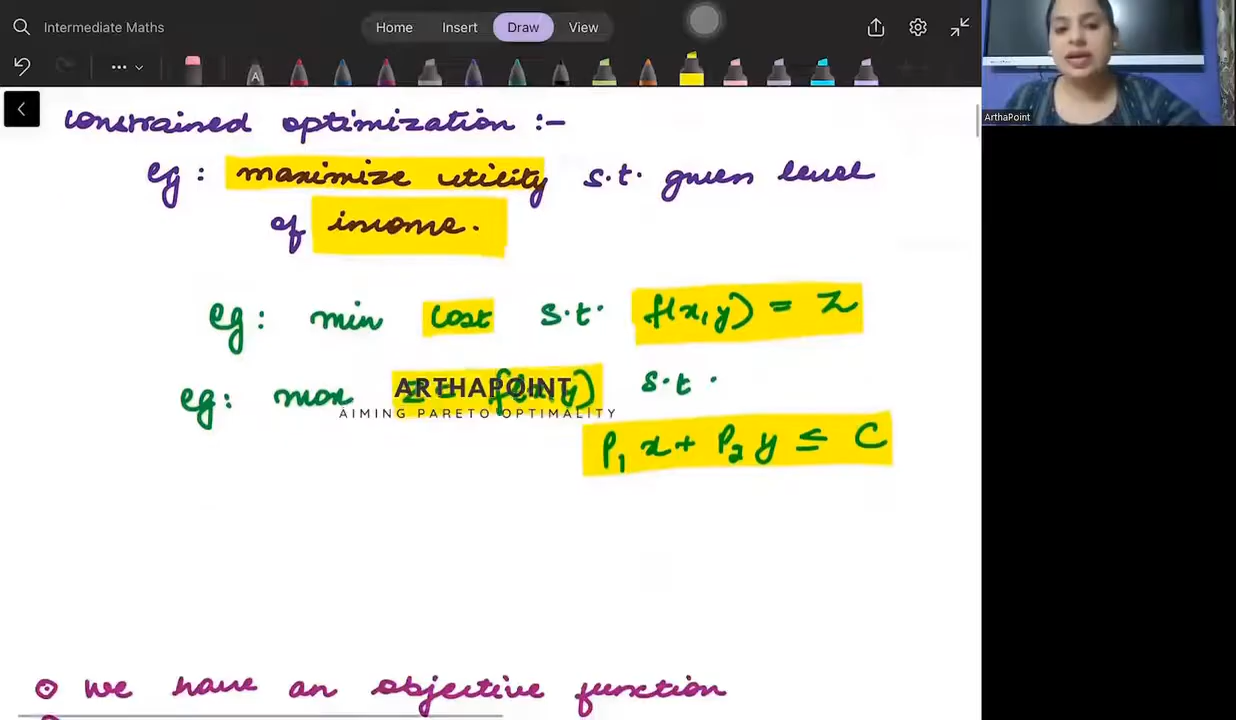 Intermediate Maths
Home Insert Draw View
A
ArthaPoint
constrained optimization :-
eg : maximize utility s.t. given level
of income.
eg : min cost s.t. f(x,y) = z
eg : max z = f(x,y) s.t.
ARTHAPOINT
AIMING PARETO OPTIMALITY
P₁ x + P₂ y ≤ C
we have an objective function